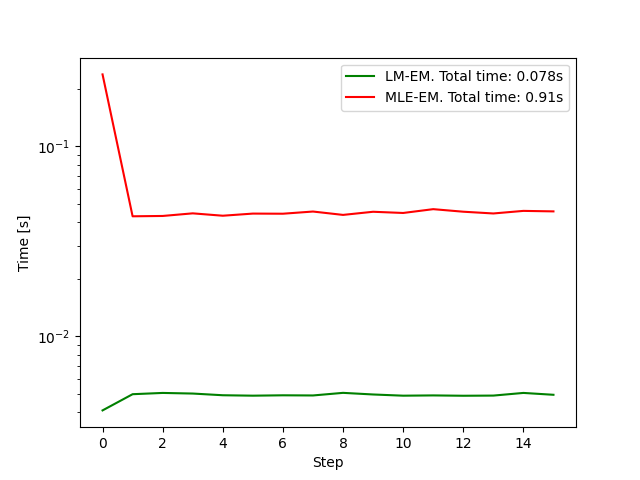 LM-EM. Total time: 0.078s
MLE-EM. Total time: 0.91s
10⁻¹
10⁻²
Time [s]
0 2 4 6 8 10 12 14
Step